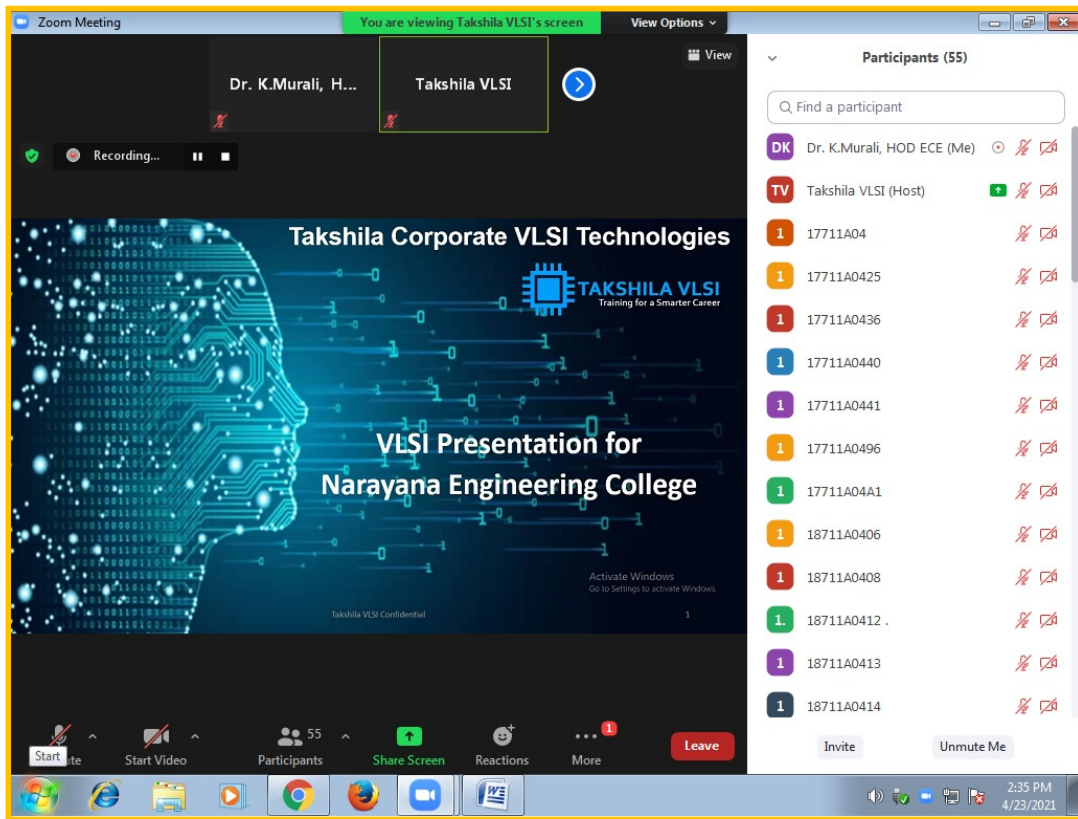 Zoom Meeting
You are viewing Takshila VLSI's screen
View Options
View
Dr. K.Murali, H...
Takshila VLSI
Recording...
Takshila Corporate VLSI Technologies
TAKSHILA VLSI
Training for a Smarter Career
VLSI Presentation for
Narayana Engineering College
Activate Windows
Go to Settings to activate Windows.
Takshila VLSI Confidential
1
Participants (55)
Find a participant
DK Dr. K.Murali, HOD ECE (Me)
TV Takshila VLSI (Host)
1 17711A04
1 17711A0425
1 17711A0436
1 17711A0440
1 17711A0441
1 17711A0496
1 17711A04A1
1 18711A0406
1 18711A0408
1. 18711A0412 .
1 18711A0413
1 18711A0414
Invite
Unmute Me
Start
Start Video
55
Participants
Share Screen
Reactions
1
More
Leave
2:35 PM
4/23/2021